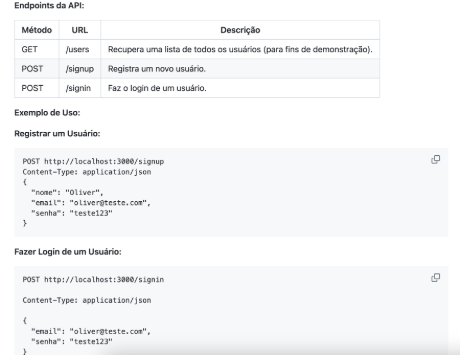 Endpoints da API:
Método URL Descrição
GET /users Recupera uma lista de todos os usuários (para fins de demonstração).
POST /signup Registra um novo usuário.
POST /signin Faz o login de um usuário.
Exemplo de Uso:
Registrar um Usuário:
POST http://localhost:3000/signup
Content-Type: application/json
{
"nome": "Oliver",
"email": "oliver@teste.com",
"senha": "teste123"
}
Fazer Login de um Usuário:
POST http://localhost:3000/signin
Content-Type: application/json
{
"email": "oliver@teste.com",
"senha": "teste123"
}